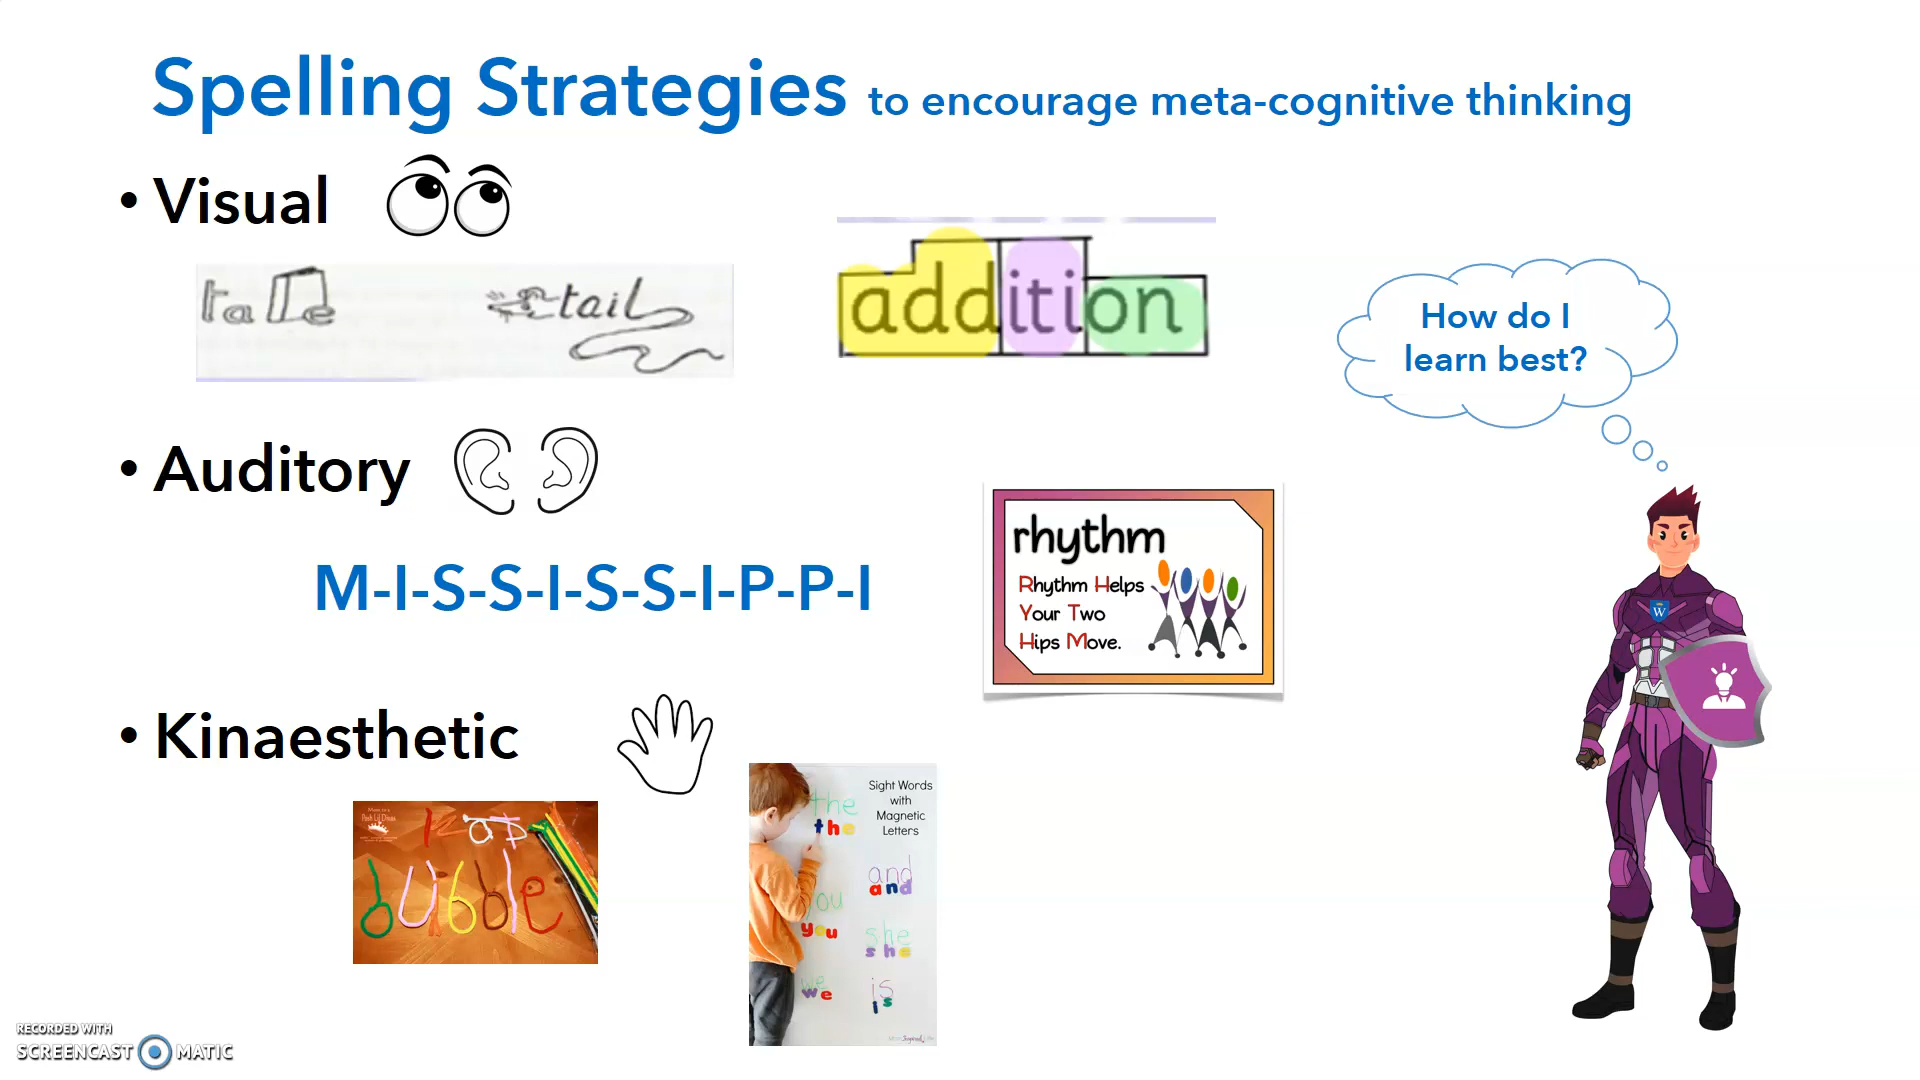 Spelling Strategies to encourage meta-cognitive thinking
• Visual
tale
tail
addition
How do I
learn best?
• Auditory
M-I-S-S-I-S-S-I-P-P-I
rhythm
Rhythm Helps
Your Two
Hips Move.
W
• Kinaesthetic
Sight Words
with
Magnetic
Letters
the
the
and
and
you
you
she
she
we
we
is
is
RECORDED WITH
SCREENCAST MATIC